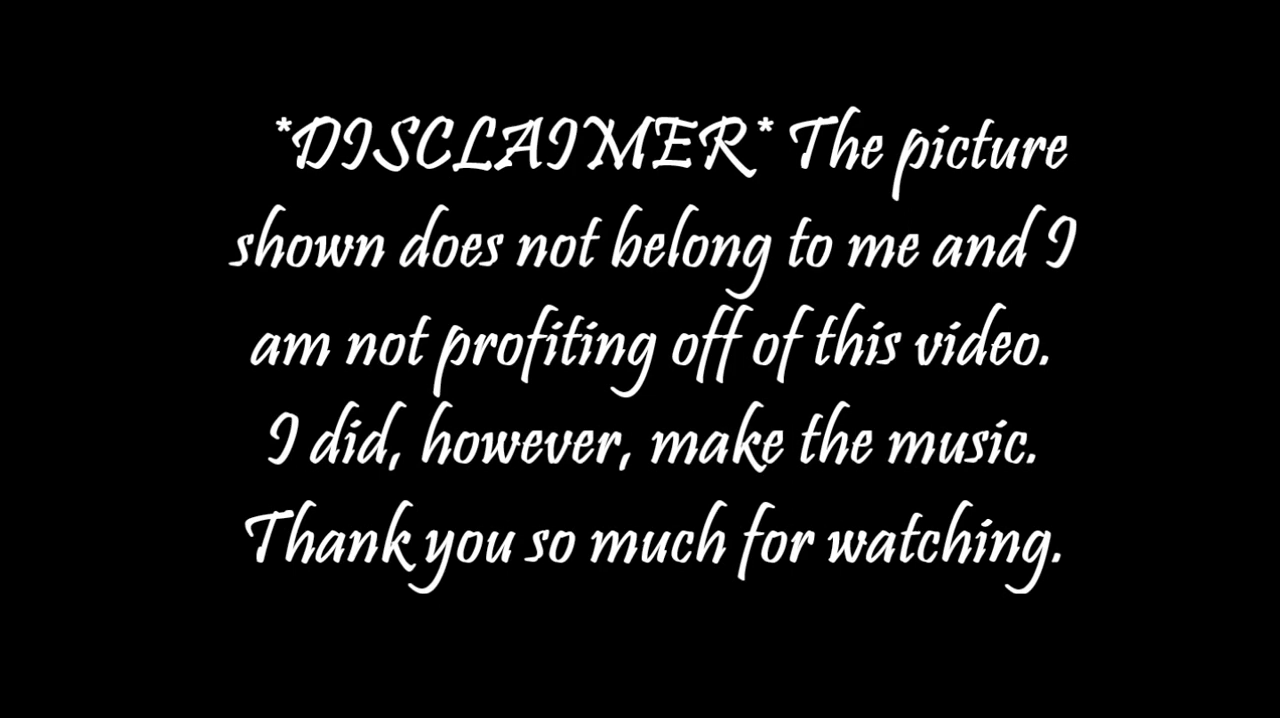 *DISCLAIMER* The picture
shown does not belong to me and I
am not profiting off of this video.
I did, however, make the music.
Thank you so much for watching.